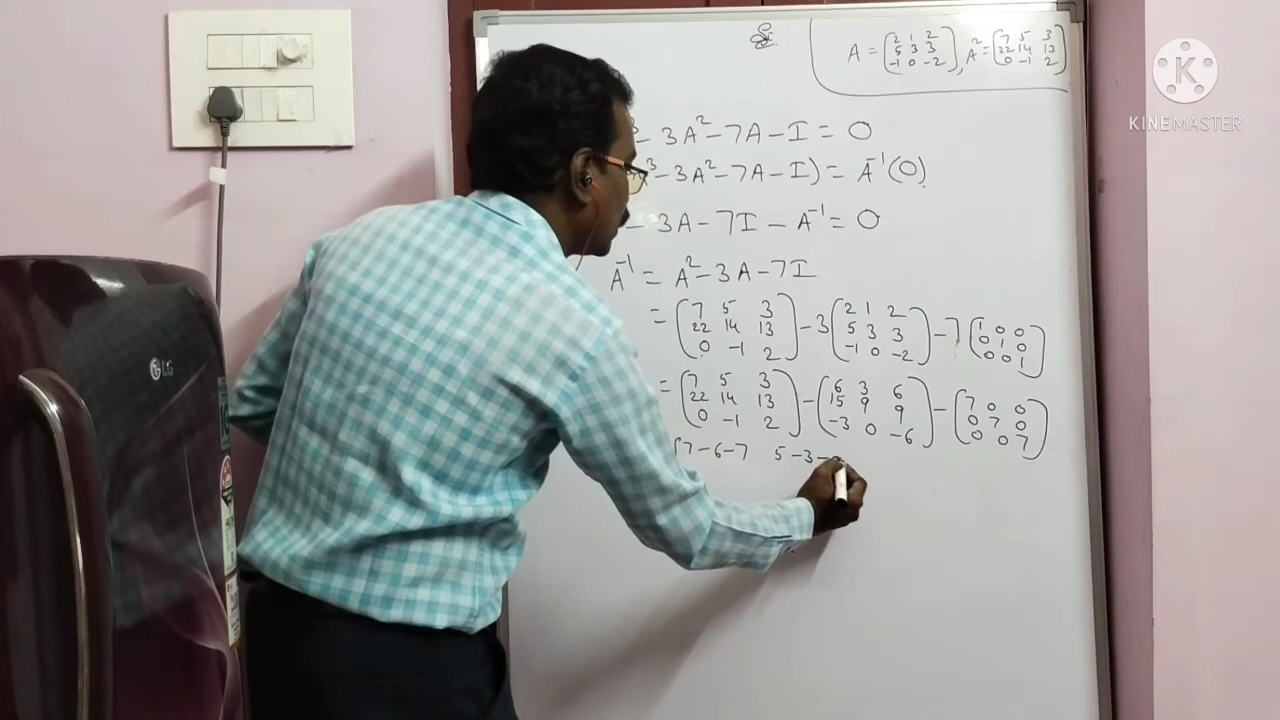 A = (2 1 2
5 3 3
-1 0 -2), A² = (7 5 3
22 14 13
0 -1 2)
KINEMASTER
³ - 3A² - 7A - I = 0
A³ - 3A² - 7A - I) = A⁻¹(0)
- 3A - 7I - A⁻¹ = 0
A⁻¹ = A² - 3A - 7I
= (7 5 3
22 14 13
0 -1 2) - 3(2 1 2
5 3 3
-1 0 -2) - 7(1 0 0
0 1 0
0 0 1)
= (7 5 3
22 14 13
0 -1 2) - (6 3 6
15 9 9
-3 0 -6) - (7 0 0
0 7 0
0 0 7)
(7-6-7 5-3-
LG